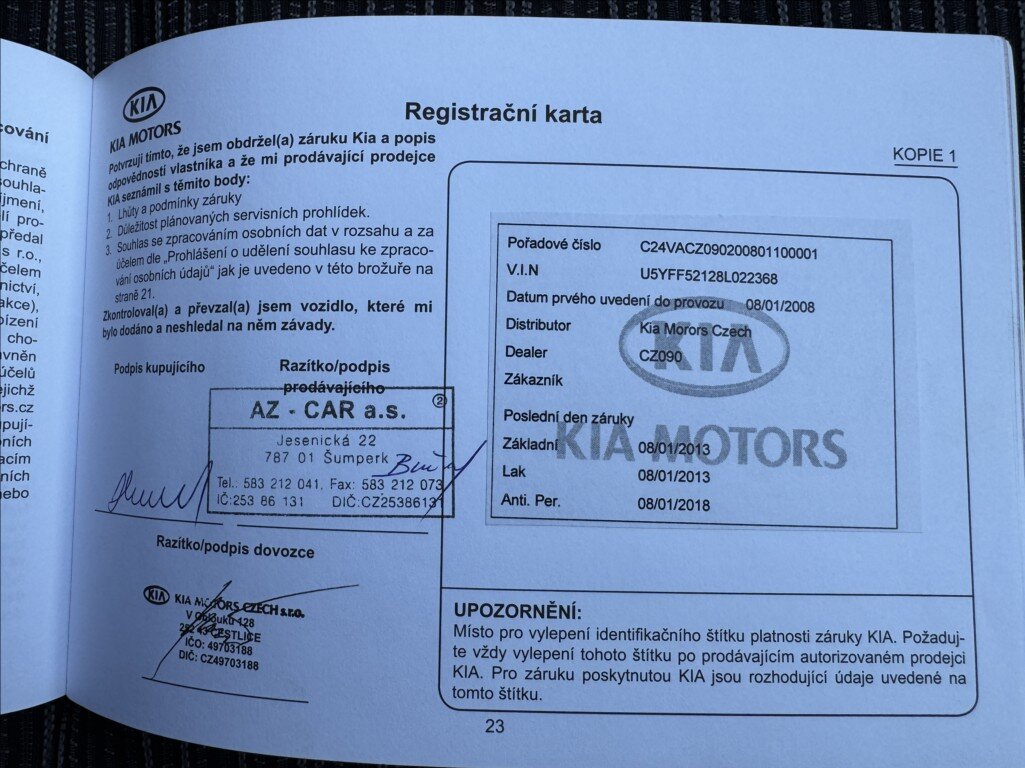 KIA
KIA MOTORS
Registrační karta
KOPIE 1
Potvrzuji tímto, že jsem obdržel(a) záruku Kia a popis
odpovědnosti vlastníka a že mi prodávající prodejce
KIA seznámil s těmito body:
1. Lhůty a podmínky záruky
2. Důležitost plánovaných servisních prohlídek.
3. Souhlas se zpracováním osobních dat v rozsahu a za
účelem dle „Prohlášení o udělení souhlasu ke zpraco-
vání osobních údajů" jak je uvedeno v této brožuře na
straně 21.
Zkontroloval(a) a převzal(a) jsem vozidlo, které mi
bylo dodáno a neshledal na něm závady.
Podpis kupujícího
Razítko/podpis
prodávajícího
AZ - CAR a.s. 2
Jesenická 22
787 01 Šumperk
Tel.: 583 212 041, Fax: 583 212 073
IČ:253 86 131 DIČ:CZ25386131
Razítko/podpis dovozce
KIA KIA MOTORS CZECH s.r.o.
V Oblouku 128
252 43 ČESTLICE
IČO: 49703188
DIČ: CZ49703188
Pořadové číslo C24VACZ090200801100001
V.I.N U5YFF52128L022368
Datum prvého uvedení do provozu 08/01/2008
Distributor Kia Morors Czech
Dealer CZ090
Zákazník
Poslední den záruky
Základní 08/01/2013
Lak 08/01/2013
Anti. Per. 08/01/2018
KIA
KIA MOTORS
UPOZORNĚNÍ:
Místo pro vylepení identifikačního štítku platnosti záruky KIA. Požaduj-
te vždy vylepení tohoto štítku po prodávajícím autorizovaném prodejci
KIA. Pro záruku poskytnutou KIA jsou rozhodující údaje uvedené na
tomto štítku.
23